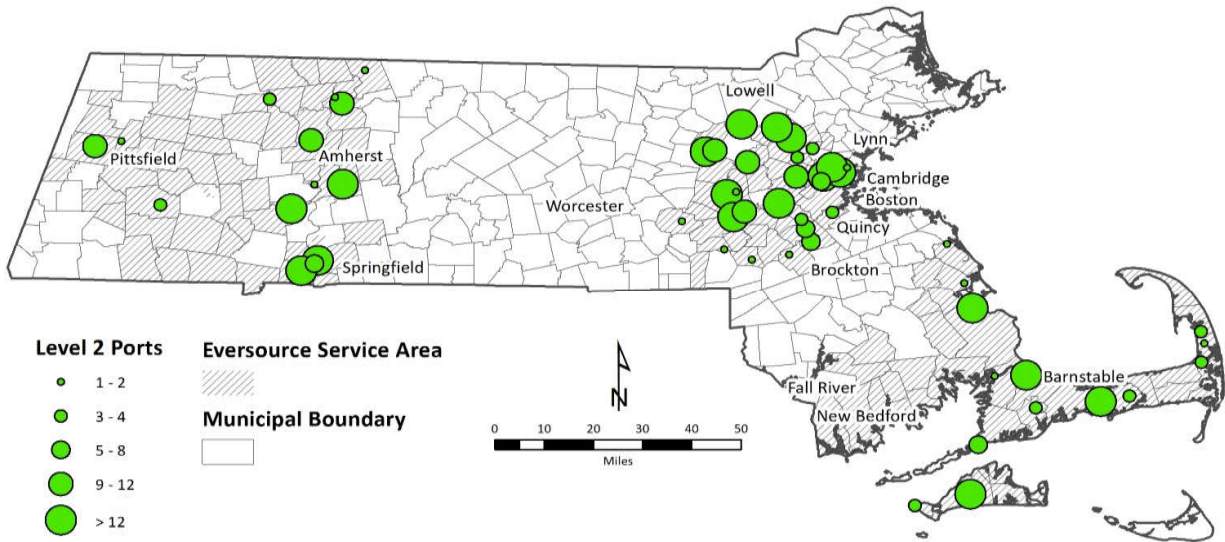 Lowell
Lynn
Pittsfield
Amherst
Cambridge
Worcester
Boston
Quincy
Springfield
Brockton
Level 2 Ports
1 - 2
3 - 4
5 - 8
9 - 12
> 12
Eversource Service Area
Municipal Boundary
N
0 10 20 30 40 50
Miles
Barnstable
Fall River
New Bedford